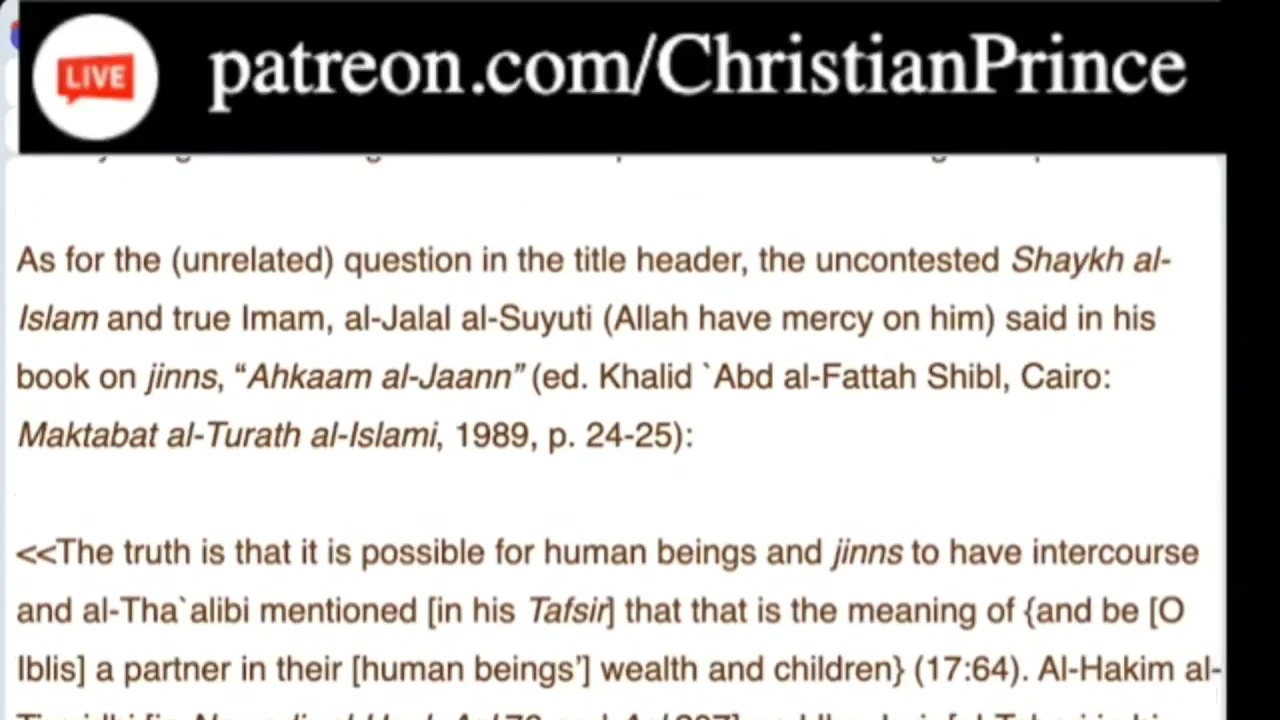 LIVE
patreon.com/ChristianPrince
As for the (unrelated) question in the title header, the uncontested Shaykh al-
Islam and true Imam, al-Jalal al-Suyuti (Allah have mercy on him) said in his
book on jinns, “Ahkaam al-Jaann” (ed. Khalid `Abd al-Fattah Shibl, Cairo:
Maktabat al-Turath al-Islami, 1989, p. 24-25):
<<The truth is that it is possible for human beings and jinns to have intercourse
and al-Tha`alibi mentioned [in his Tafsir] that that is the meaning of {and be [O
Iblis] a partner in their [human beings’] wealth and children} (17:64). Al-Hakim al-